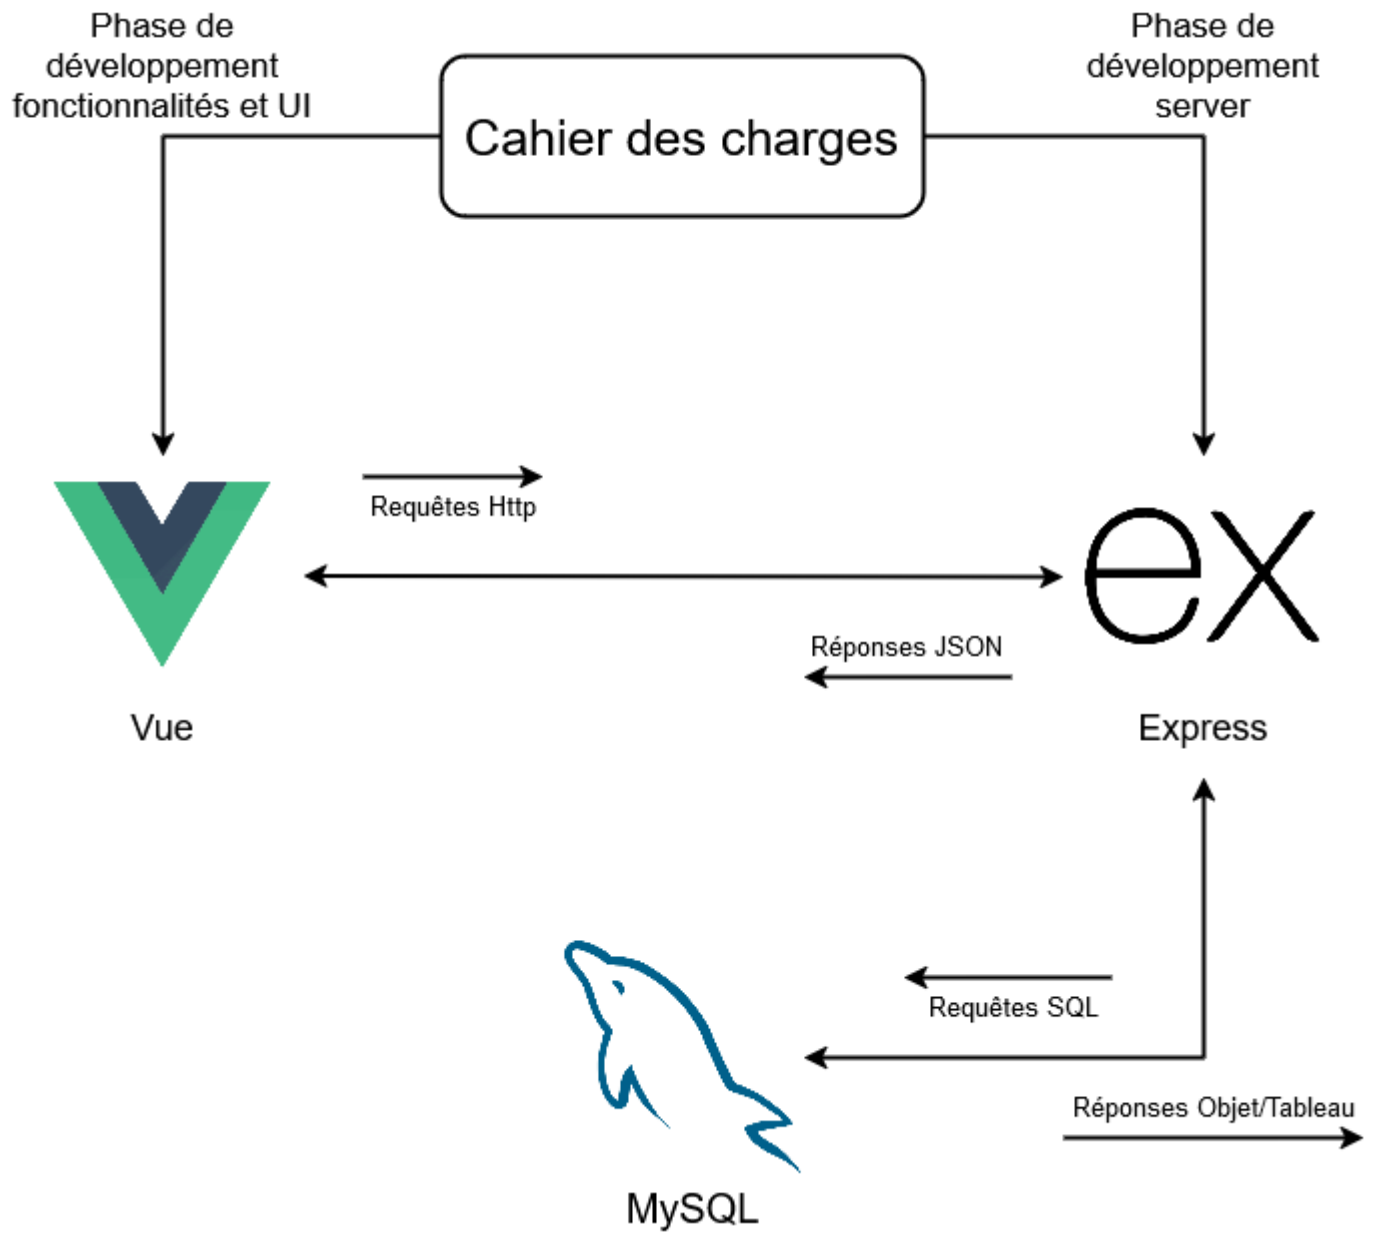 Phase de
développement
fonctionnalités et UI
Cahier des charges
Phase de
développement
server
Requêtes Http
Réponses JSON
ex
Vue
Express
Requêtes SQL
Réponses Objet/Tableau
MySQL